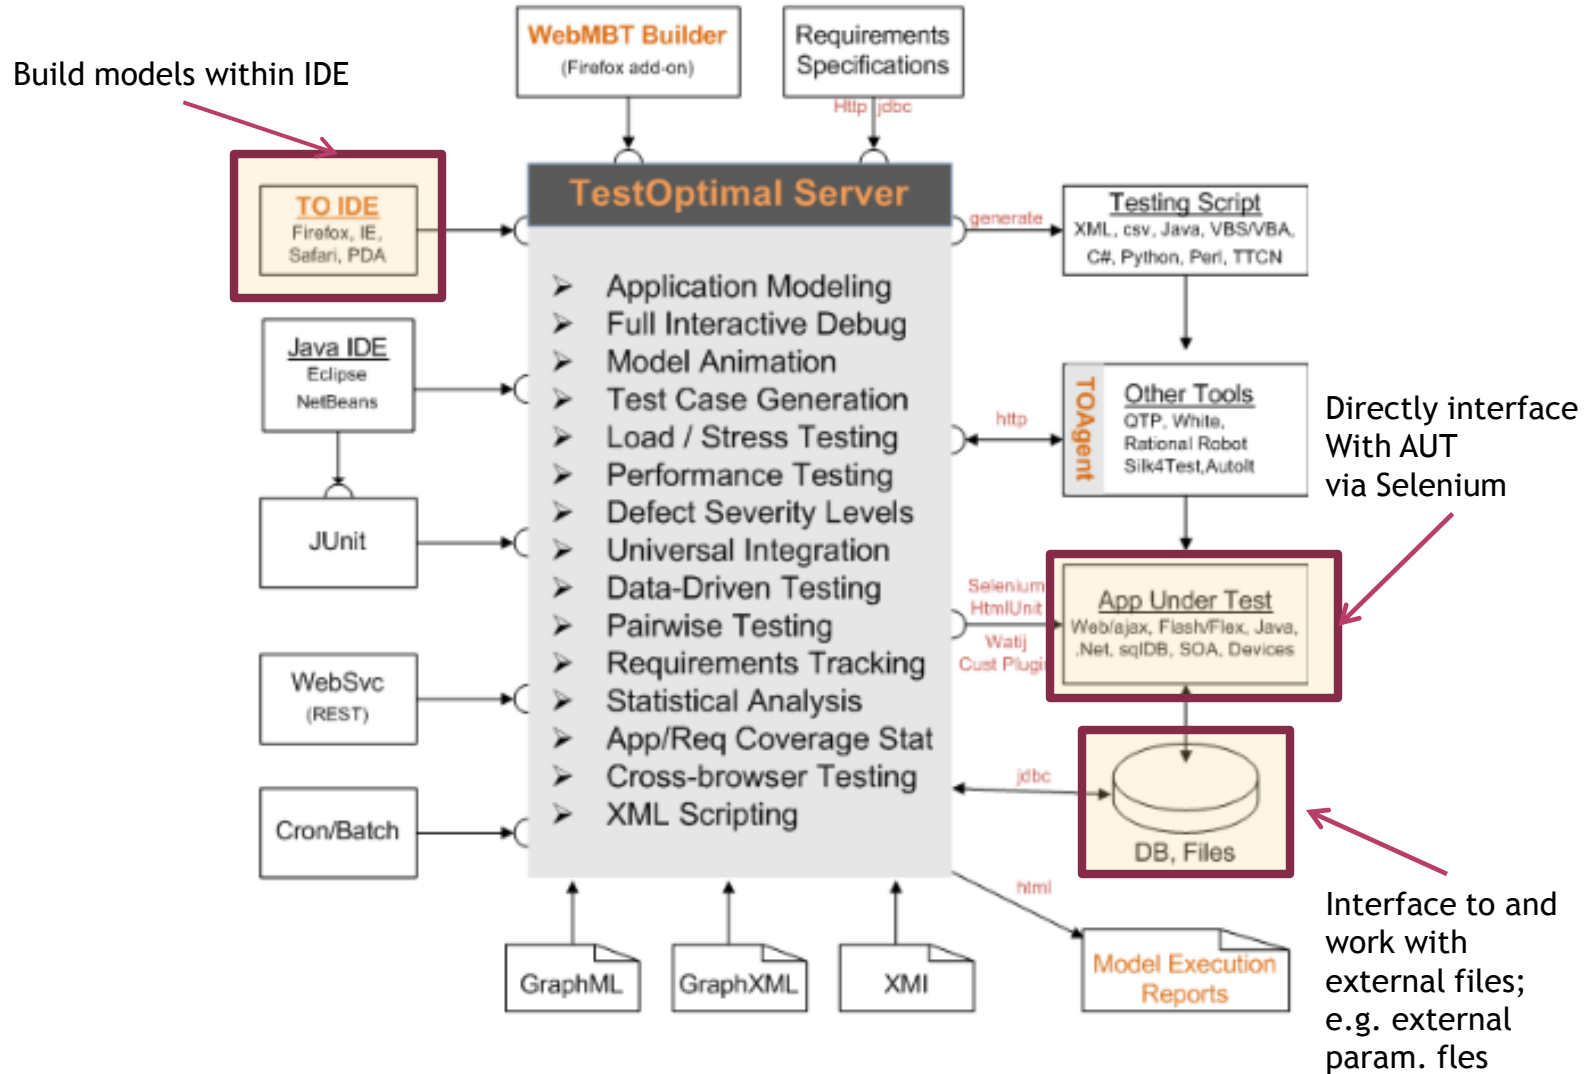 Build models within IDE
WebMBT Builder
(Firefox add-on)
Requirements
Specifications
Http jdbc
TO IDE
Firefox, IE,
Safari, PDA
Java IDE
Eclipse
NetBeans
JUnit
WebSvc
(REST)
Cron/Batch
TestOptimal Server
➢ Application Modeling
➢ Full Interactive Debug
➢ Model Animation
➢ Test Case Generation
➢ Load / Stress Testing
➢ Performance Testing
➢ Defect Severity Levels
➢ Universal Integration
➢ Data-Driven Testing
➢ Pairwise Testing
➢ Requirements Tracking
➢ Statistical Analysis
➢ App/Req Coverage Stat
➢ Cross-browser Testing
➢ XML Scripting
generate
Testing Script
XML, csv, Java, VBS/VBA,
C#, Python, Perl, TTCN
http
TOAgent
Other Tools
QTP, White,
Rational Robot
Silk4Test,AutoIt
Directly interface
With AUT
via Selenium
Selenium
HtmlUnit
Watij
Cust Plugin
App Under Test
Web/ajax, Flash/Flex, Java,
.Net, sqlDB, SOA, Devices
jdbc
DB, Files
html
Model Execution
Reports
Interface to and
work with
external files;
e.g. external
param. fles
GraphML
GraphXML
XMI